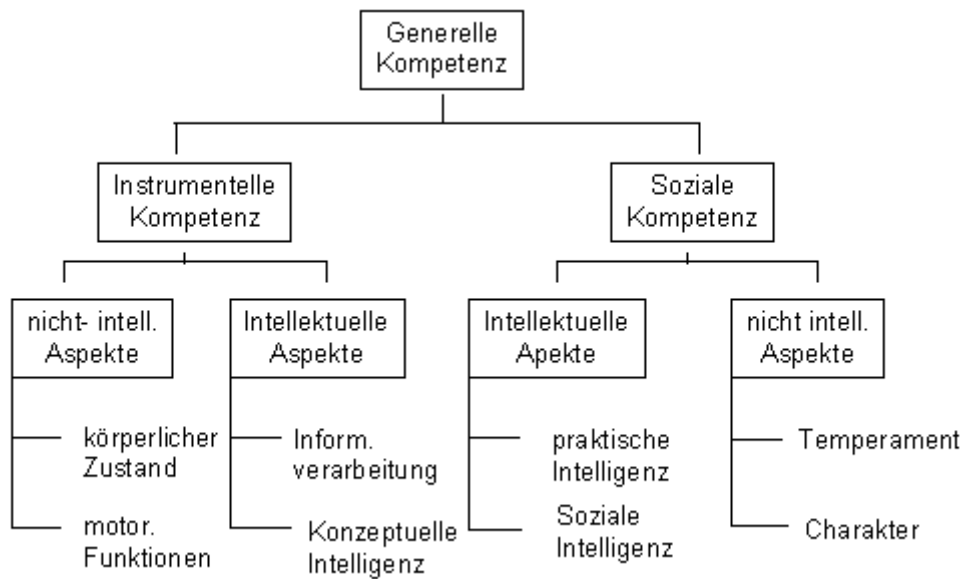 Generelle
Kompetenz
Instrumentelle
Kompetenz
Soziale
Kompetenz
nicht- intell.
Aspekte
Intellektuelle
Aspekte
Intellektuelle
Apekte
nicht intell.
Aspekte
körperlicher
Zustand
motor.
Funktionen
Inform.
verarbeitung
Konzeptuelle
Intelligenz
praktische
Intelligenz
Soziale
Intelligenz
Temperament
Charakter